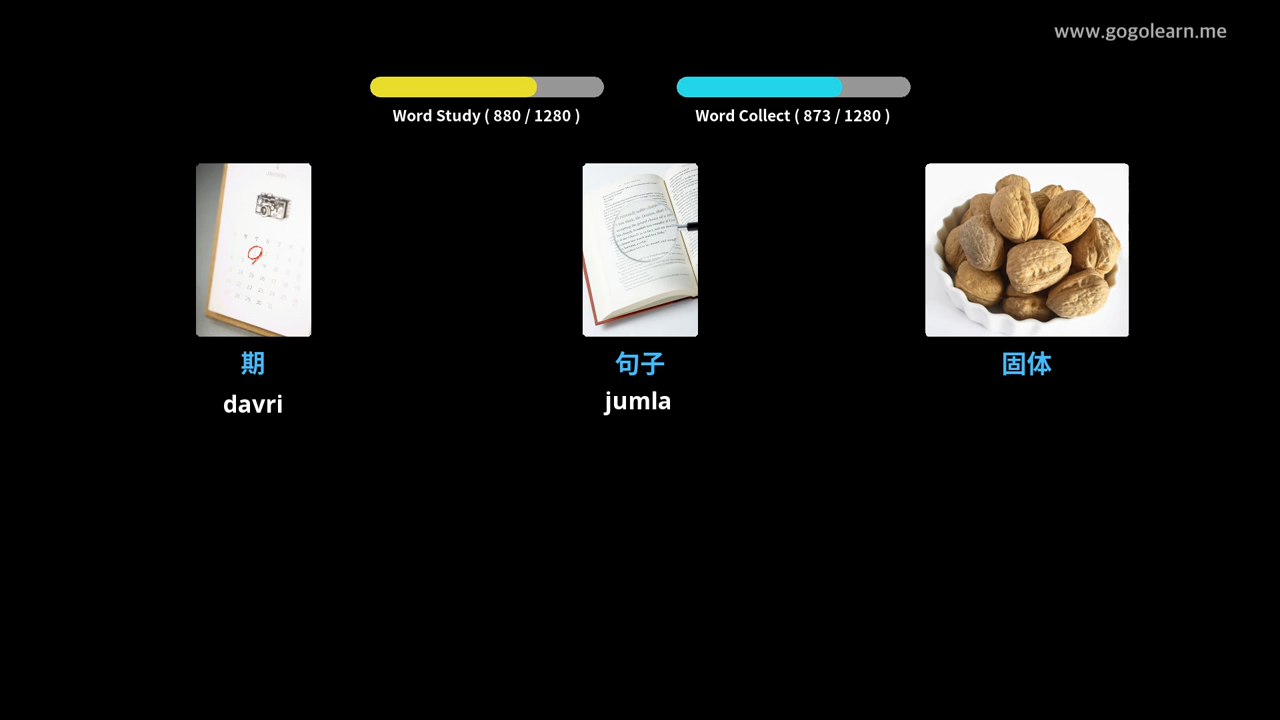 www.gogolearn.me
Word Study ( 880 / 1280 )
Word Collect ( 873 / 1280 )
期
句子
固体
davri
jumla